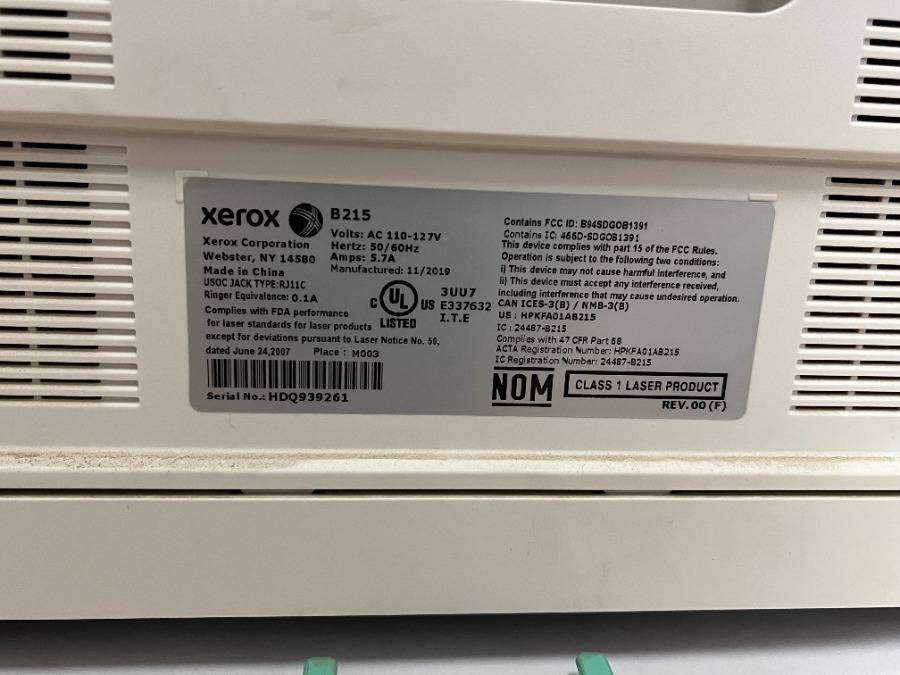 xerox
B215
Xerox Corporation
Webster, NY 14580
Made in China
USOC JACK TYPE:RJ11C
Ringer Equivalence: 0.1A
Volts: AC 110-127V
Hertz: 50/60Hz
Amps: 5.7A
Manufactured: 11/2019
C UL US
LISTED
3UU7
E337632
I.T.E
Complies with FDA performance
for laser standards for laser products
except for deviations pursuant to Laser Notice No. 50,
dated June 24,2007 Place : M003
Serial No.: HDQ939261
Contains FCC ID: B94SDGOB1391
Contains IC: 466D-SDGOB1391
This device complies with part 15 of the FCC Rules.
Operation is subject to the following two conditions:
i) This device may not cause harmful interference, and
ii) This device must accept any interference received,
including interference that may cause undesired operation.
CAN ICES-3(B) / NMB-3(B)
US : HPKFA01AB215
IC : 24487-B215
Complies with 47 CFR Part 68
ACTA Registration Number: HPKFA01AB215
IC Registration Number: 24487-B215
NOM
CLASS 1 LASER PRODUCT
REV.00 (F)